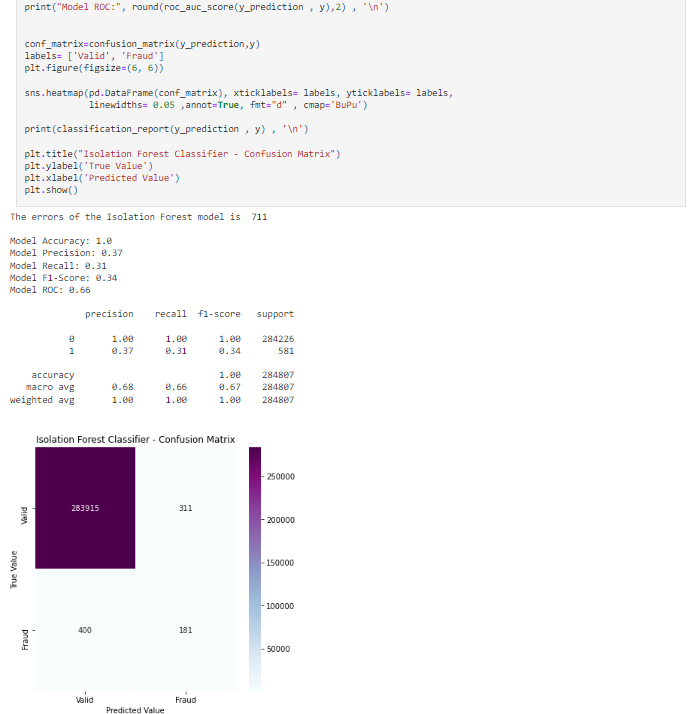 print("Model ROC:", round(roc_auc_score(y_prediction , y),2) , '\n')
conf_matrix=confusion_matrix(y_prediction,y)
labels= ['Valid', 'Fraud']
plt.figure(figsize=(6, 6))
sns.heatmap(pd.DataFrame(conf_matrix), xticklabels= labels, yticklabels= labels,
linewidths= 0.05 ,annot=True, fmt="d" , cmap='BuPu')
print(classification_report(y_prediction , y) , '\n')
plt.title("Isolation Forest Classifier - Confusion Matrix")
plt.ylabel('True Value')
plt.xlabel('Predicted Value')
plt.show()
The errors of the Isolation Forest model is  711
Model Accuracy: 1.0
Model Precision: 0.37
Model Recall: 0.31
Model F1-Score: 0.34
Model ROC: 0.66
precision recall f1-score support
0 1.00 1.00 1.00 284226
1 0.37 0.31 0.34 581
accuracy 1.00 284807
macro avg 0.68 0.66 0.67 284807
weighted avg 1.00 1.00 1.00 284807
Isolation Forest Classifier - Confusion Matrix
250000
Valid 283915 311
200000
150000
True Value
100000
Fraud 400 181
50000
Valid Fraud
Predicted Value